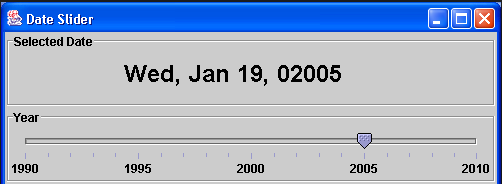 Date Slider
Selected Date
Wed, Jan 19, 02005
Year
1990 1995 2000 2005 2010